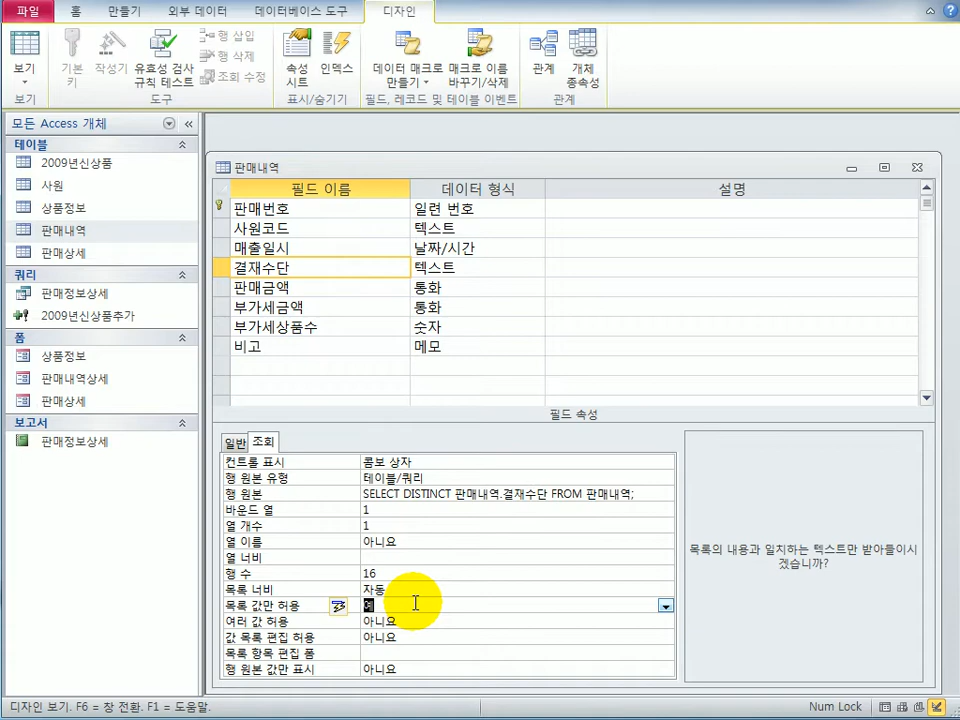 파일 홈 만들기 외부 데이터 데이터베이스 도구 디자인
보기 기본 키 작성기 유효성 검사 규칙 테스트 행 삽입 행 삭제 조회 수정 속성 시트 인덱스 데이터 매크로 만들기 매크로 이름 바꾸기/삭제 관계 개체 종속성
보기 도구 표시/숨기기 필드, 레코드 및 테이블 이벤트 관계
모든 Access 개체 «
테이블
2009년신상품
사원
상품정보
판매내역
판매상세
쿼리
판매정보상세
2009년신상품추가
폼
상품정보
판매내역상세
판매상세
보고서
판매정보상세
판매내역
필드 이름 데이터 형식 설명
판매번호 일련 번호
사원코드 텍스트
매출일시 날짜/시간
결재수단 텍스트
판매금액 통화
부가세금액 통화
부가세상품수 숫자
비고 메모
필드 속성
일반 조회
컨트롤 표시 콤보 상자
행 원본 유형 테이블/쿼리
행 원본 SELECT DISTINCT 판매내역.결재수단 FROM 판매내역;
바운드 열 1
열 개수 1
열 이름 아니요
열 너비
행 수 16
목록 너비 자동
목록 값만 허용 예
여러 값 허용 아니요
값 목록 편집 허용 아니요
목록 항목 편집 폼
행 원본 값만 표시 아니요
목록의 내용과 일치하는 텍스트만 받아들이시
겠습니까?
디자인 보기. F6 = 창 전환. F1 = 도움말. Num Lock